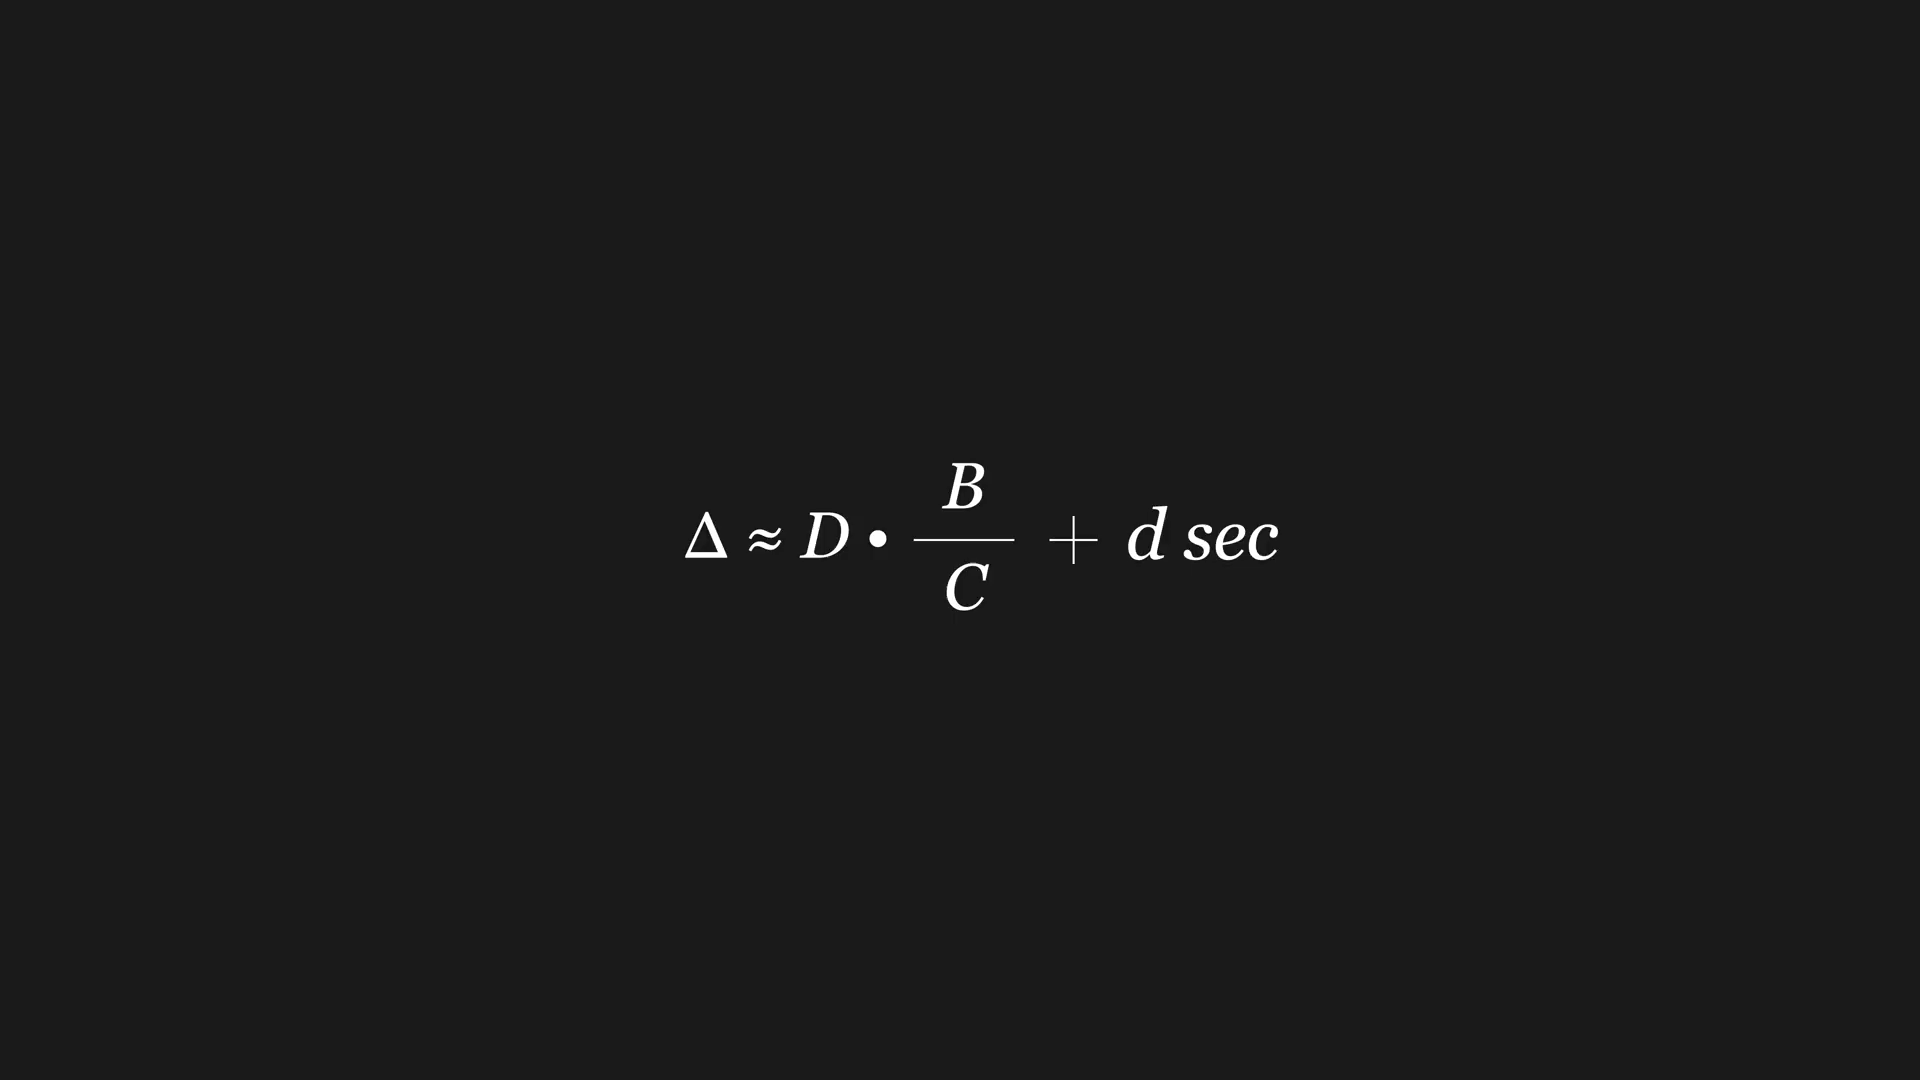 Δ ≈ D • B/C + d sec